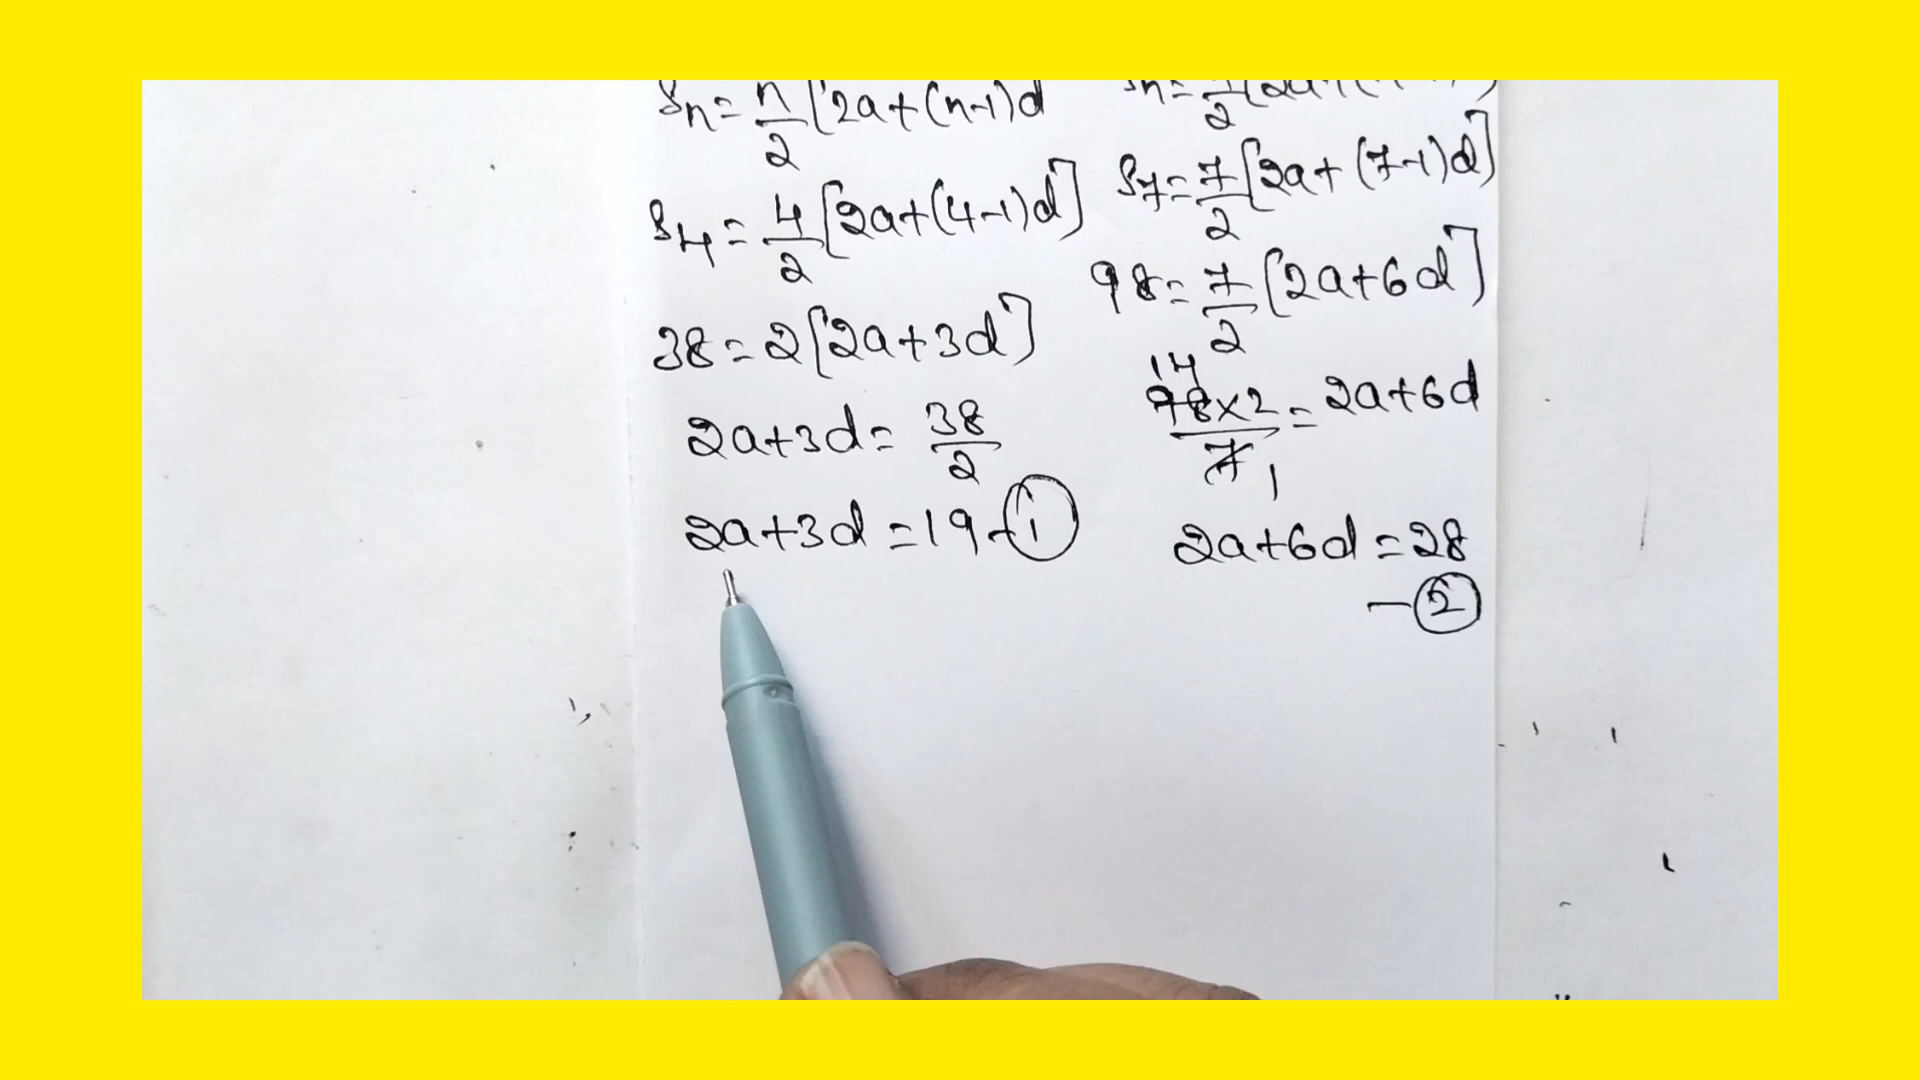 Sn = n/2 [2a+(n-1)d
S4 = 4/2 [2a+(4-1)d]
38 = 2[2a+3d]
2a+3d = 38/2
2a+3d = 19 - ①
S7 = 7/2 [2a+(7-1)d]
98 = 7/2 [2a+6d]
14
98×2/7 = 2a+6d
1
2a+6d = 28
- ②